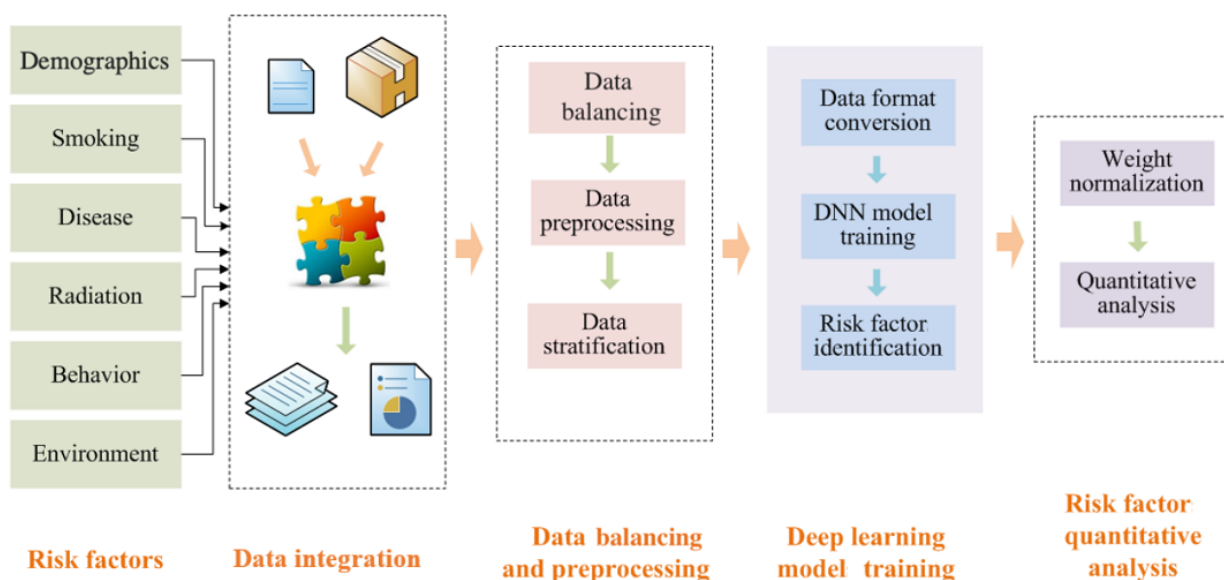 Demographics
Smoking
Disease
Radiation
Behavior
Environment
Risk factors
Data integration
Data
balancing
Data
preprocessing
Data
stratification
Data balancing
and preprocessing
Data format
conversion
DNN model
training
Risk factor
identification
Deep learning
model training
Weight
normalization
Quantitative
analysis
Risk factor
quantitative
analysis